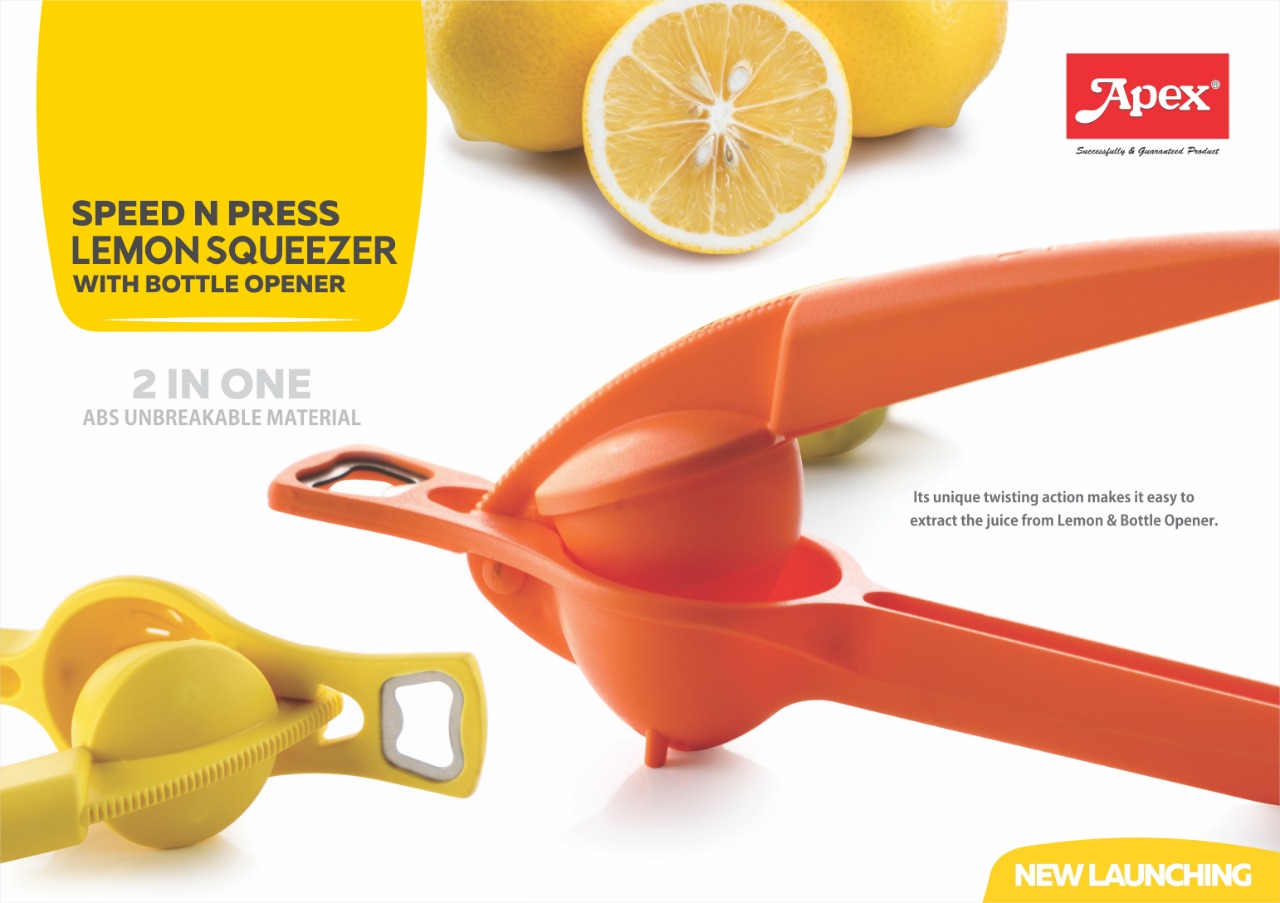 Apex®
Successfully & Guaranteed Product
SPEED N PRESS
LEMON SQUEEZER
WITH BOTTLE OPENER
2 IN ONE
ABS UNBREAKABLE MATERIAL
Its unique twisting action makes it easy to
extract the juice from Lemon & Bottle Opener.
NEW LAUNCHING